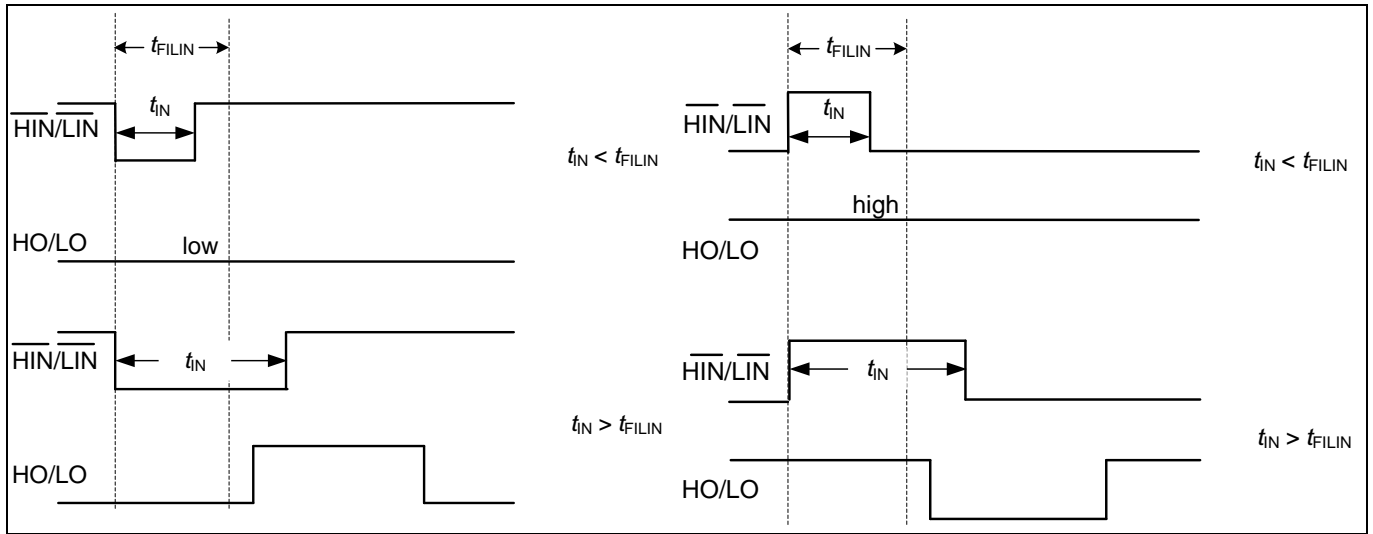 tFILIN
tIN
HIN/LIN
tIN < tFILIN
HO/LO
low
HIN/LIN
tIN
tIN > tFILIN
HO/LO
tFILIN
tIN
HIN/LIN
tIN < tFILIN
high
HO/LO
HIN/LIN
tIN
tIN > tFILIN
HO/LO